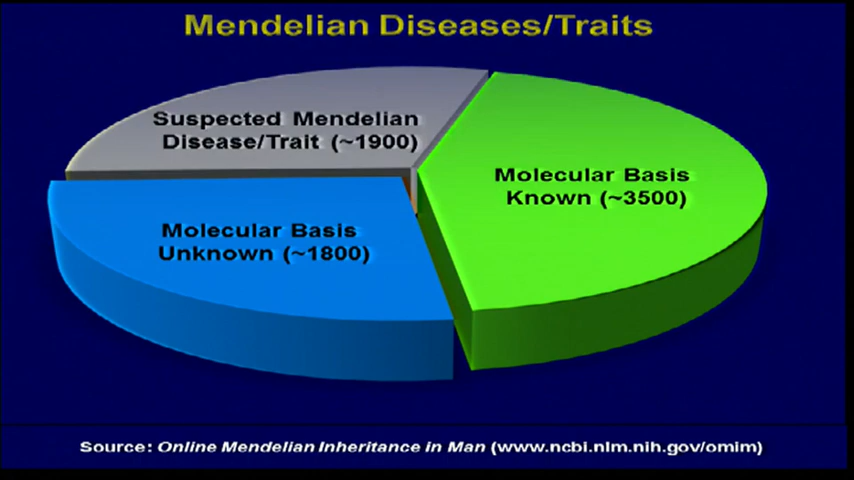 Mendelian Diseases/Traits
Suspected Mendelian
Disease/Trait (~1900)
Molecular Basis
Known (~3500)
Molecular Basis
Unknown (~1800)
Source: Online Mendelian Inheritance in Man (www.ncbi.nlm.nih.gov/omim)